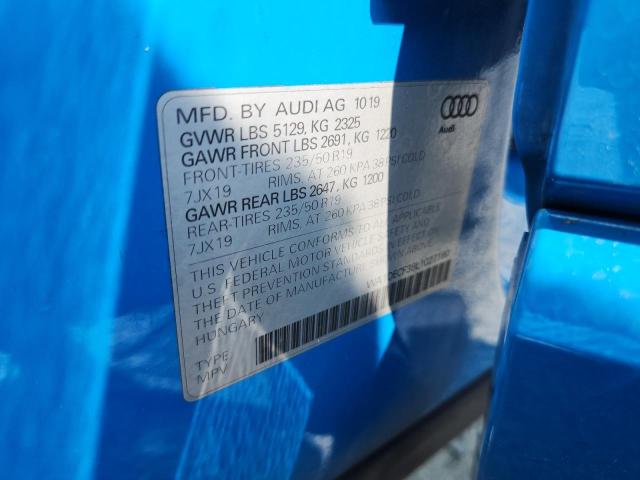 MFD. BY AUDI AG 10 19
GVWR LBS 5129, KG 2325
GAWR FRONT LBS 2691, KG 1220
FRONT-TIRES 235/50 R19
7JX19 RIMS, AT 260 KPA 38 PSI COLD
GAWR REAR LBS 2647, KG 1200
REAR-TIRES 235/50 R19
7JX19 RIMS, AT 260 KPA 38 PSI COLD
THIS VEHICLE CONFORMS TO ALL APPLICABLE
U.S. FEDERAL MOTOR VEHICLE SAFETY AND
THEFT PREVENTION STANDARDS IN EFFECT ON
THE DATE OF MANUFACTURE SHOWN ABOVE.
HUNGARY
TYPE:
MPV
Audi